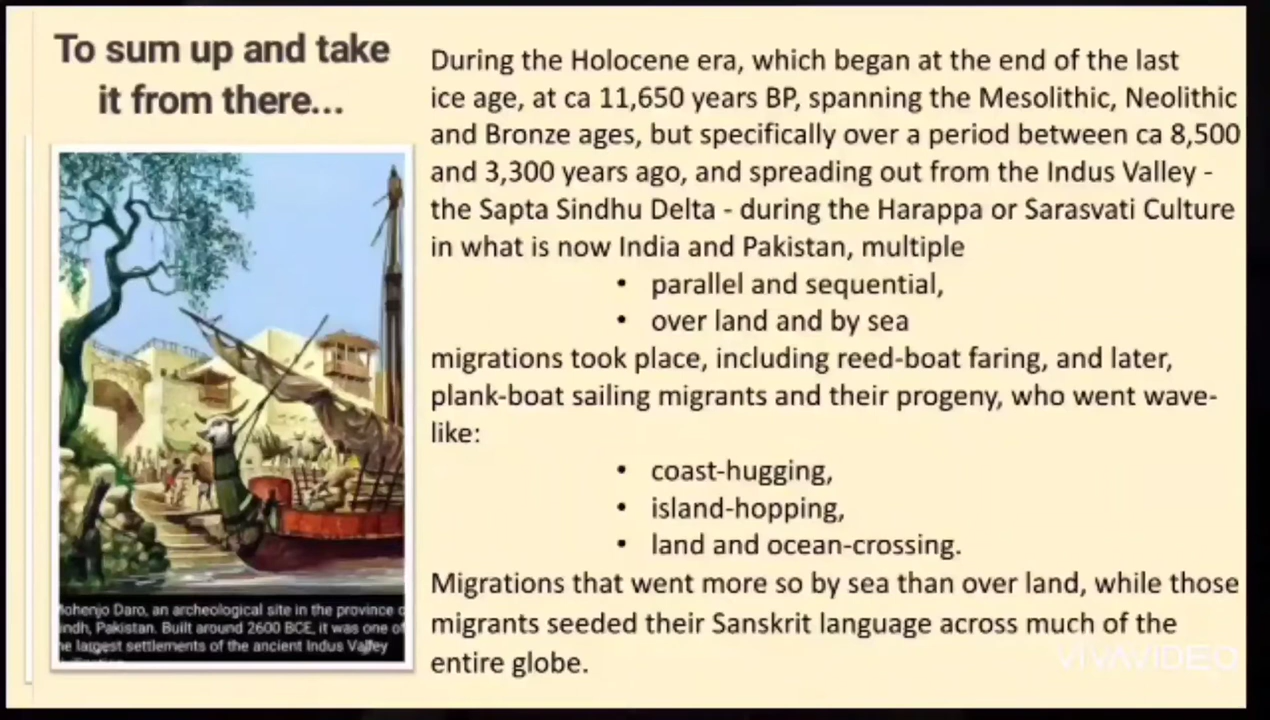 To sum up and take
it from there...
During the Holocene era, which began at the end of the last
ice age, at ca 11,650 years BP, spanning the Mesolithic, Neolithic
and Bronze ages, but specifically over a period between ca 8,500
and 3,300 years ago, and spreading out from the Indus Valley -
the Sapta Sindhu Delta - during the Harappa or Sarasvati Culture
in what is now India and Pakistan, multiple
• parallel and sequential,
• over land and by sea
migrations took place, including reed-boat faring, and later,
plank-boat sailing migrants and their progeny, who went wave-
like:
• coast-hugging,
• island-hopping,
• land and ocean-crossing.
Migrations that went more so by sea than over land, while those
migrants seeded their Sanskrit language across much of the
entire globe.
ohenjo Daro, an archeological site in the province o
ndh, Pakistan. Built around 2600 BCE, it was one of
he largest settlements of the ancient Indus Valley
VIVAVIDEO